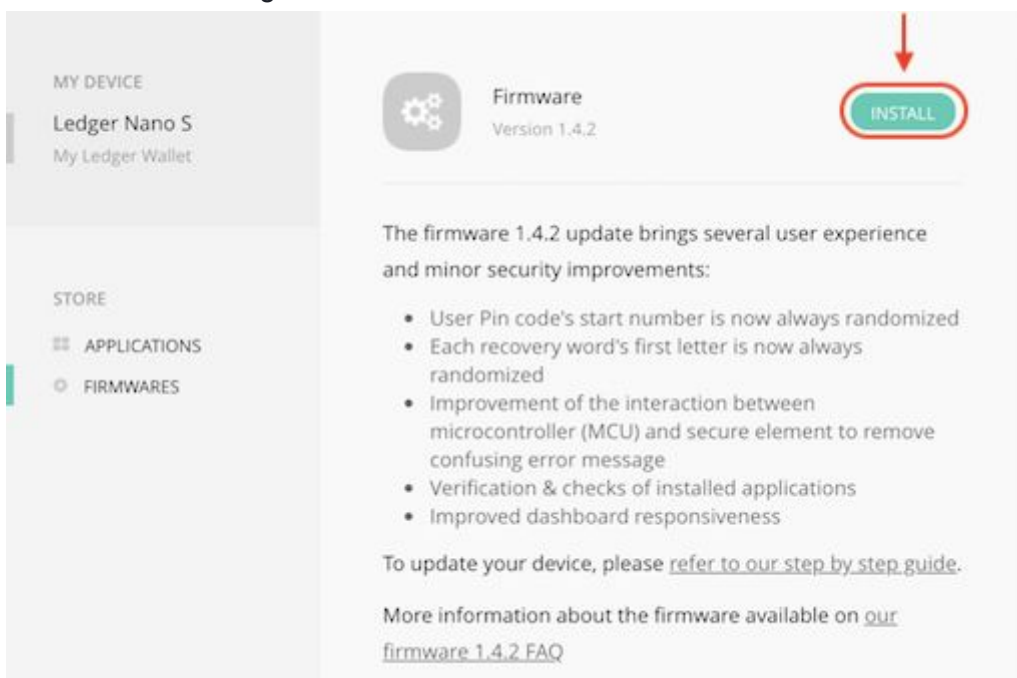 MY DEVICE
Ledger Nano S
My Ledger Wallet
STORE
APPLICATIONS
FIRMWARES
Firmware
Version 1.4.2
INSTALL
The firmware 1.4.2 update brings several user experience
and minor security improvements:
• User Pin code's start number is now always randomized
• Each recovery word's first letter is now always
randomized
• Improvement of the interaction between
microcontroller (MCU) and secure element to remove
confusing error message
• Verification & checks of installed applications
• Improved dashboard responsiveness
To update your device, please refer to our step by step guide.
More information about the firmware available on our
firmware 1.4.2 FAQ